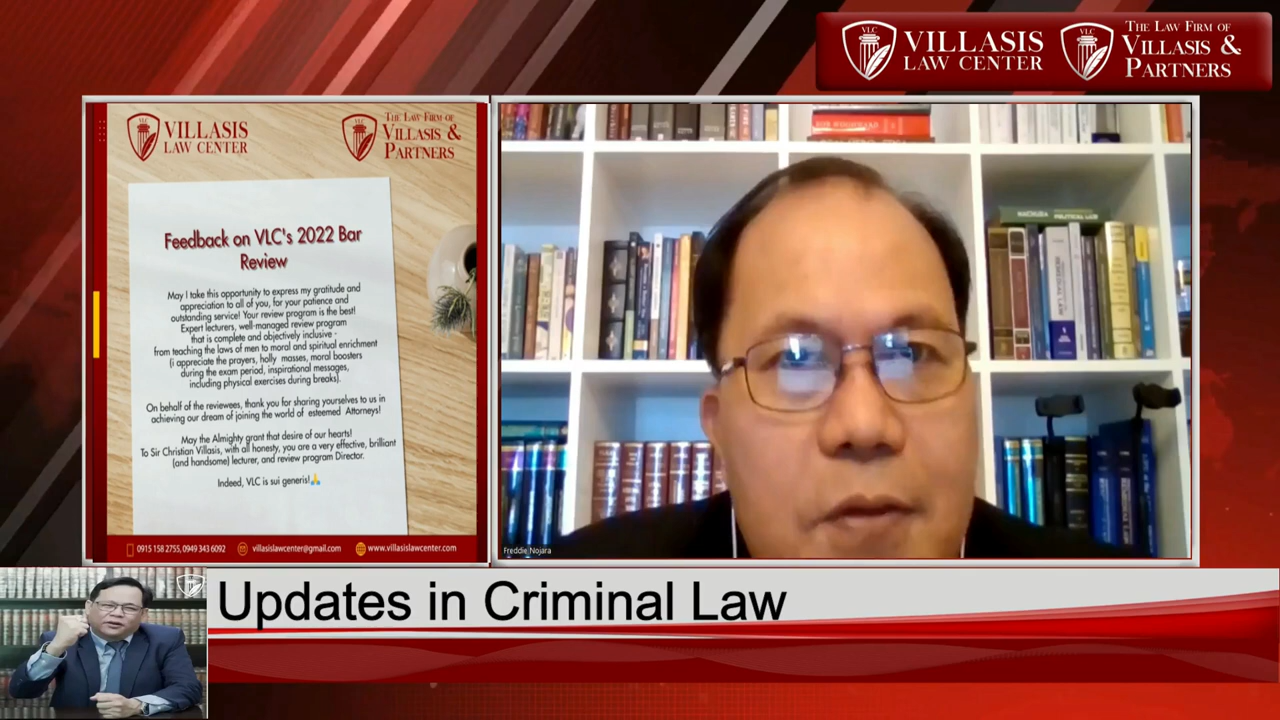 VLC
VILLASIS
LAW CENTER
VLC
THE LAW FIRM OF
VILLASIS &
PARTNERS
VLC
VILLASIS
LAW CENTER
VLC
THE LAW FIRM OF
VILLASIS &
PARTNERS
Feedback on VLC's 2022 Bar
Review
May I take this opportunity to express my gratitude and
appreciation to all of you, for your patience and
outstanding service! Your review program is the best!
Expert lecturers, well-managed review program
that is complete and objectively inclusive -
from teaching the laws of men to moral and spiritual enrichment
(i appreciate the prayers, holly masses, moral boosters
during the exam period, inspirational messages,
including physical exercises during breaks).
On behalf of the reviewees, thank you for sharing yourselves to us in
achieving our dream of joining the world of esteemed Attorneys!
May the Almighty grant that desire of our hearts!
To Sir Christian Villasis, with all honesty, you are a very effective, brilliant
(and handsome) lecturer, and review program Director.
Indeed, VLC is sui generis!🙏
0915 158 2755, 0949 343 6092
villasislawcenter@gmail.com
www.villasislawcenter.com
POLITICAL LAW
REMEDIAL LAW
Freddie Nojara
Updates in Criminal Law